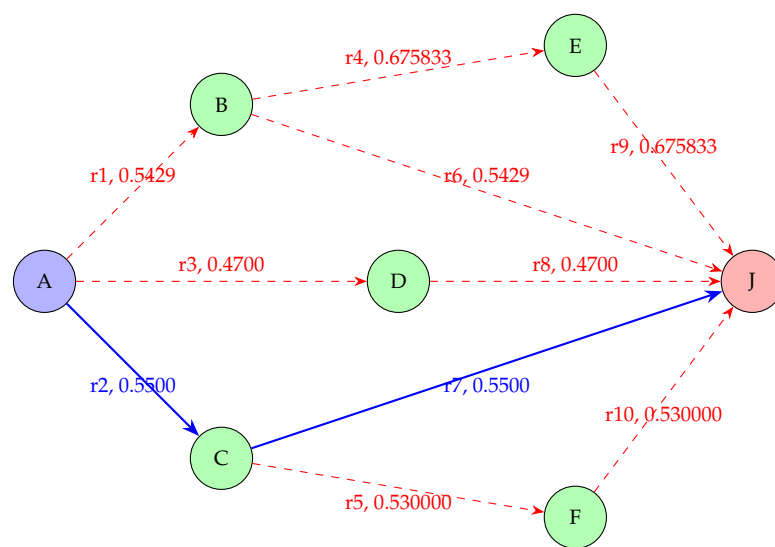 E
r4, 0.675833
B
r9, 0.675833
r1, 0.5429
r6, 0.5429
r3, 0.4700
r8, 0.4700
A
D
J
r2, 0.5500
r7, 0.5500
r10, 0.530000
C
r5, 0.530000
F